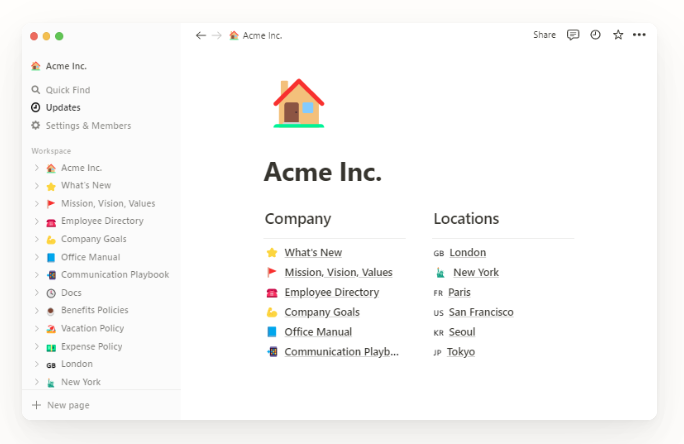 Acme Inc.
Share
Acme Inc.
Quick Find
Updates
Settings & Members
Workspace
Acme Inc.
What's New
Mission, Vision, Values
Employee Directory
Company Goals
Office Manual
Communication Playbook
Docs
Benefits Policies
Vacation Policy
Expense Policy
GB London
New York
New page
Acme Inc.
Company
What's New
Mission, Vision, Values
Employee Directory
Company Goals
Office Manual
Communication Playb...
Locations
GB London
New York
FR Paris
US San Francisco
KR Seoul
JP Tokyo